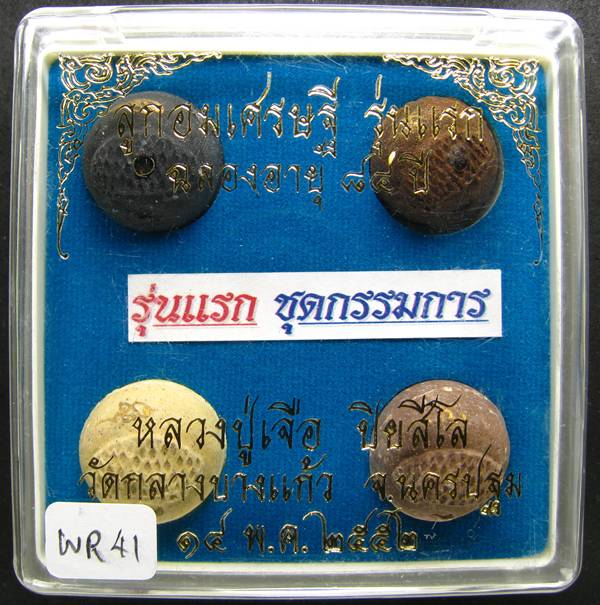 ลูกอมเศรษฐี รุ่นแรก
ฉลองอายุ ๘๔ ปี
รุ่นแรก ชุดกรรมการ
หลวงปู่เจือ ปิยสีโล
วัดกลางบางแก้ว จ.นครปฐม
๑๔ พ.ค. ๒๕๕๒
WR 41